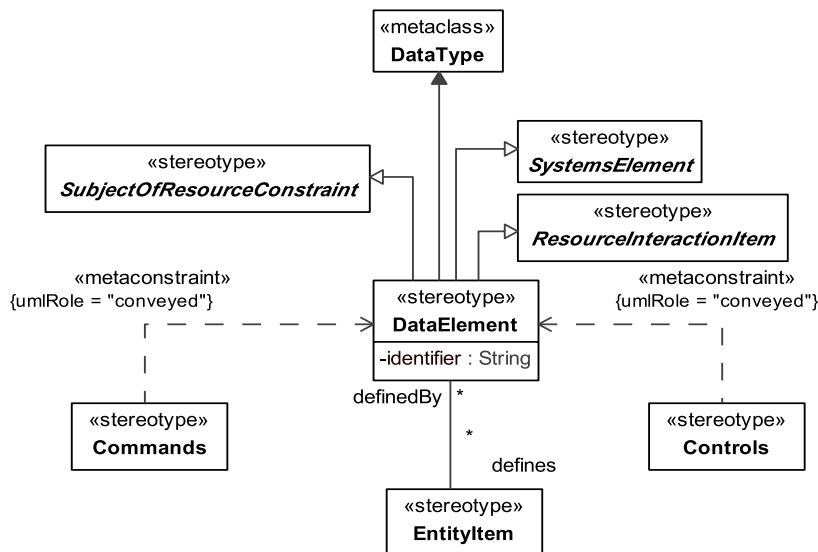 «metaclass»
DataType
«stereotype»
SystemsElement
«stereotype»
SubjectOfResourceConstraint
«stereotype»
ResourceInteractionItem
«metaconstraint»
{umlRole = "conveyed"}
«metaconstraint»
{umlRole = "conveyed"}
«stereotype»
DataElement
-identifier : String
definedBy *
«stereotype»
Commands
«stereotype»
Controls
*
defines
«stereotype»
EntityItem